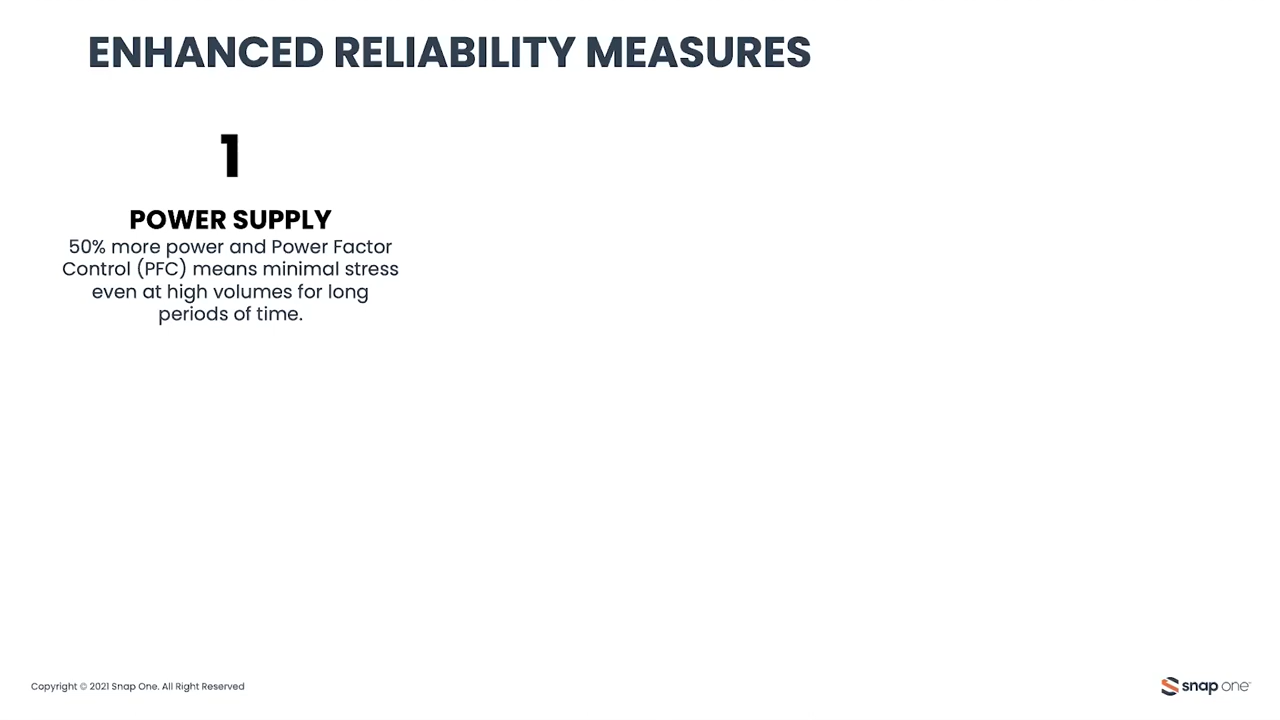 ENHANCED RELIABILITY MEASURES
1
POWER SUPPLY
50% more power and Power Factor
Control (PFC) means minimal stress
even at high volumes for long
periods of time.
Copyright © 2021 Snap One. All Right Reserved
snap one